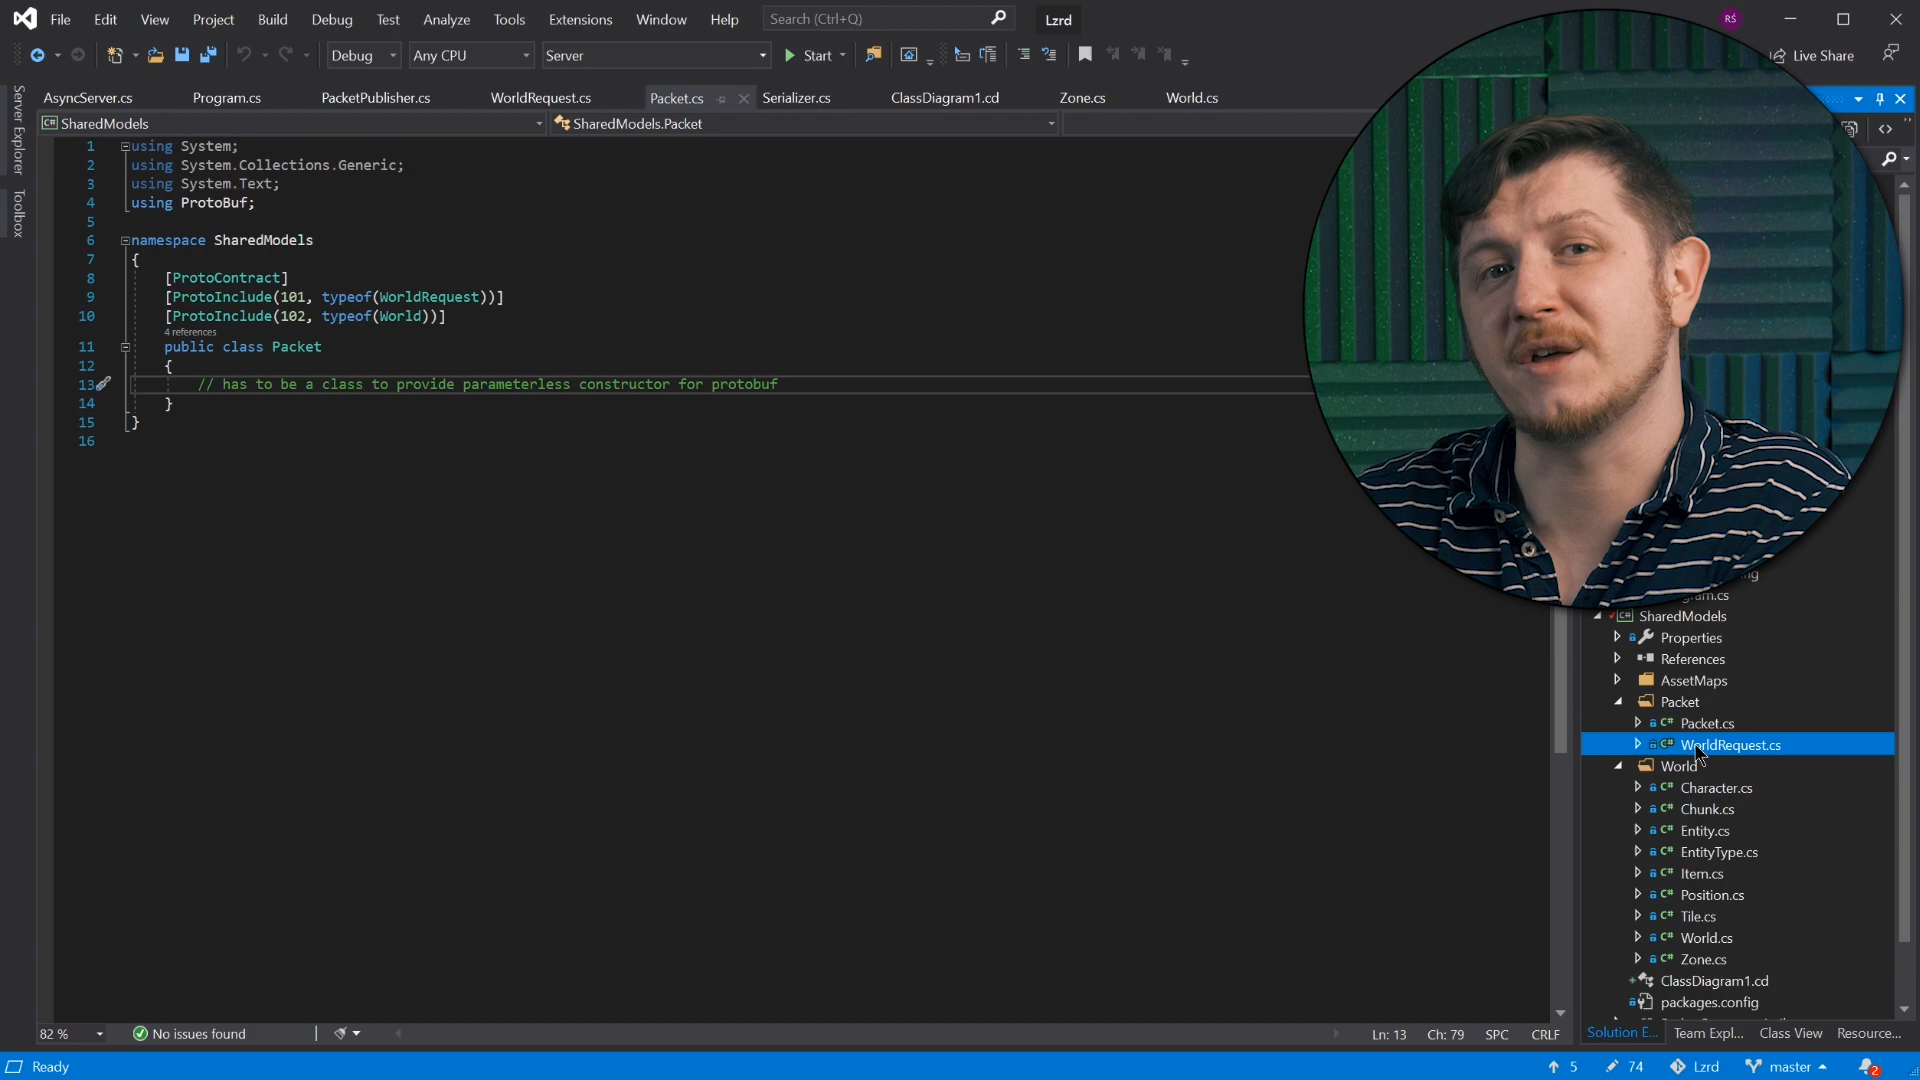 File Edit View Project Build Debug Test Analyze Tools Extensions Window Help Search (Ctrl+Q) Lzrd RŚ
Debug Any CPU Server Start Live Share
Server Explorer
Toolbox
AsyncServer.cs Program.cs PacketPublisher.cs WorldRequest.cs Packet.cs Serializer.cs ClassDiagram1.cd Zone.cs World.cs
C# SharedModels SharedModels.Packet
1 using System;
2 using System.Collections.Generic;
3 using System.Text;
4 using ProtoBuf;
5
6 namespace SharedModels
7 {
8 [ProtoContract]
9 [ProtoInclude(101, typeof(WorldRequest))]
10 [ProtoInclude(102, typeof(World))]
4 references
11 public class Packet
12 {
13 // has to be a class to provide parameterless constructor for protobuf
14 }
15 }
16
C# SharedModels
Properties
References
AssetMaps
Packet
C# Packet.cs
C# WorldRequest.cs
World
C# Character.cs
C# Chunk.cs
C# Entity.cs
C# EntityType.cs
C# Item.cs
C# Position.cs
C# Tile.cs
C# World.cs
C# Zone.cs
ClassDiagram1.cd
packages.config
82 % No issues found Ln: 13 Ch: 79 SPC CRLF
Solution E... Team Expl... Class View Resource...
Ready 5 74 Lzrd master 2